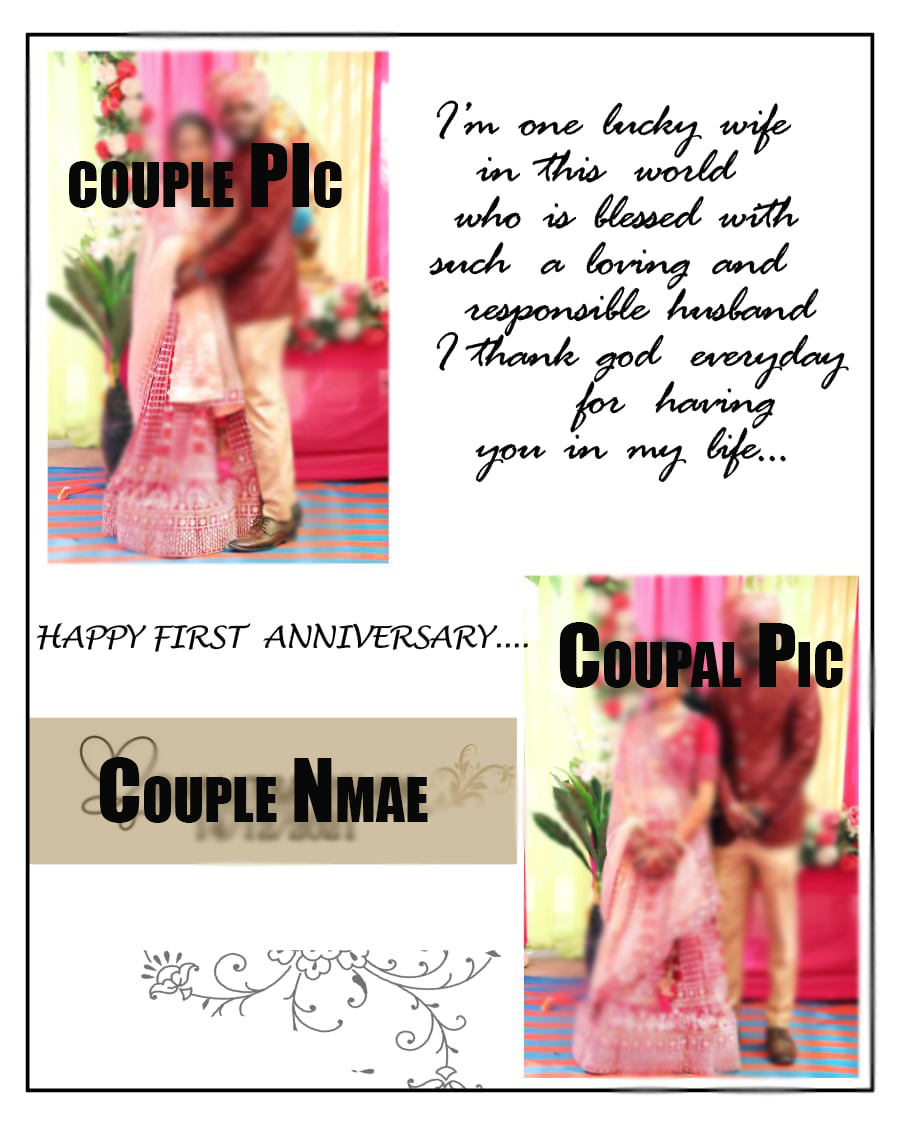 COUPLE PIC
I'm one lucky wife
in this world
who is blessed with
such a loving and
responsible husband
I thank god everyday
for having
you in my life...
HAPPY FIRST ANNIVERSARY....
COUPAL PIC
COUPLE NMAE